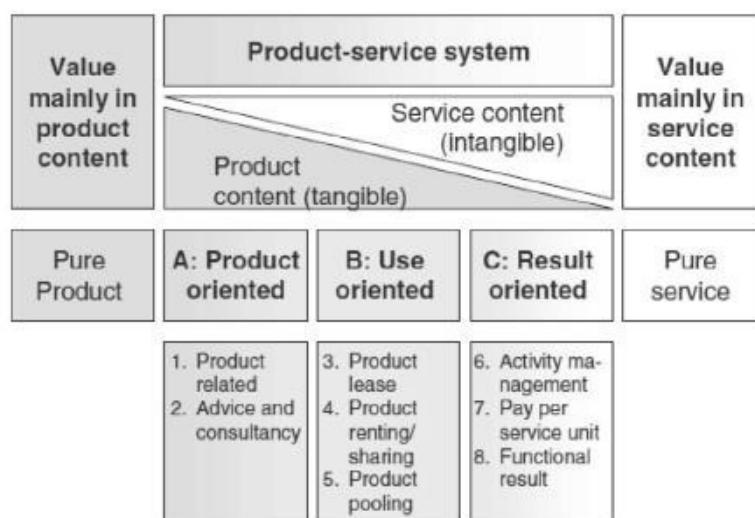 Value
mainly in
product
content
Product-service system
Service content
(intangible)
Product
content (tangible)
Value
mainly in
service
content
Pure
Product
A: Product
oriented
B: Use
oriented
C: Result
oriented
Pure
service
1. Product
related
2. Advice and
consultancy
3. Product
lease
4. Product
renting/
sharing
5. Product
pooling
6. Activity ma-
nagement
7. Pay per
service unit
8. Functional
result